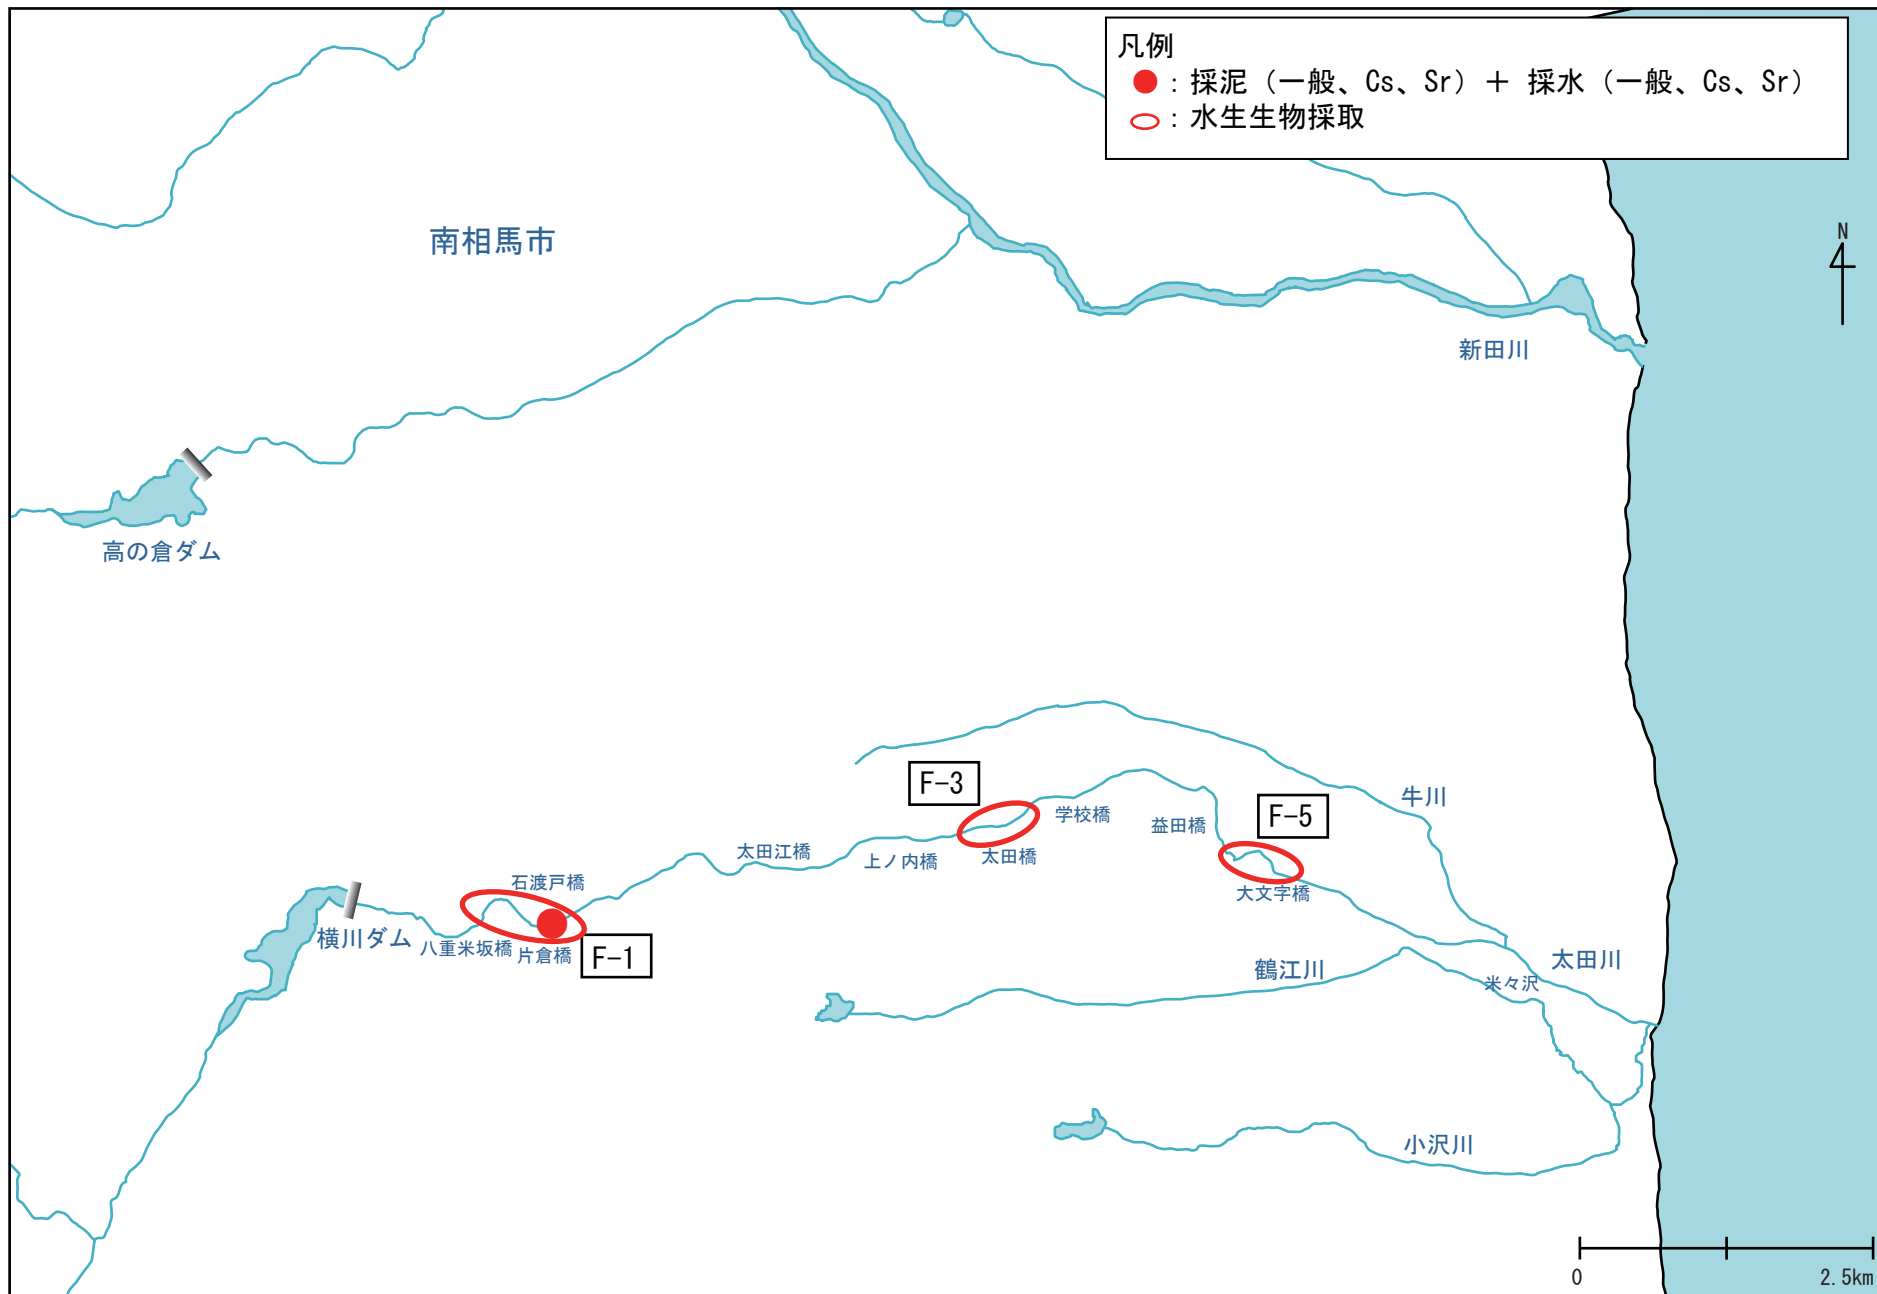 凡例
：採泥（一般、Cs、Sr）＋ 採水（一般、Cs、Sr）
：水生生物採取
南相馬市
N
新田川
高の倉ダム
F-3
牛川
学校橋
F-5
益田橋
太田江橋
上ノ内橋
太田橋
石渡戸橋
大文字橋
横川ダム
八重米坂橋
片倉橋
F-1
鶴江川
太田川
米々沢
小沢川
0
2.5km